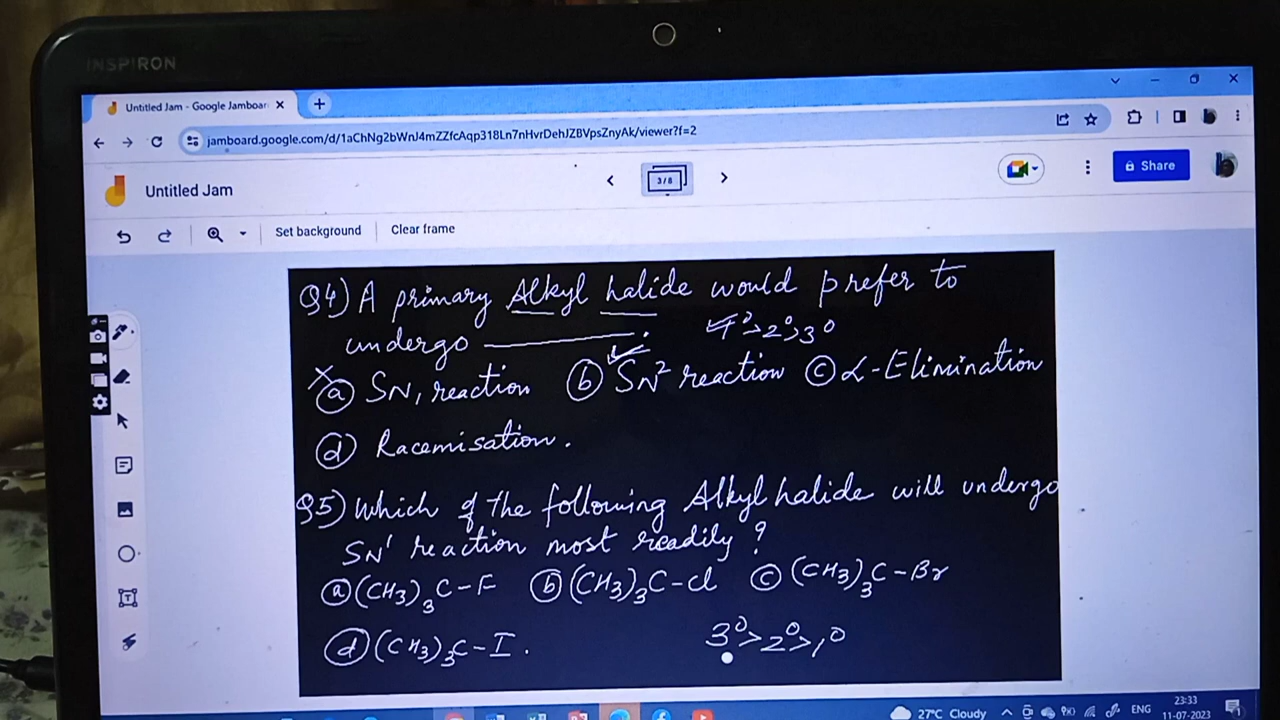 INSPIRON
Untitled Jam - Google Jamboar
jamboard.google.com/d/1aChNg2bWnJ4mZZfcAqp318Ln7nHvrDehJZBVpsZnyAk/viewer?f=2
Untitled Jam
3/8
Share
Set background
Clear frame
Q4) A primary Alkyl halide would prefer to
undergo ________. 1°>2°>3°
a SN1 reaction b SN2 reaction c α-Elimination
d Racemisation.
Q5) Which of the following Alkyl halide will undergo
SN1 reaction most readily ?
a (CH3)3C-F b (CH3)3C-Cl c (CH3)3C-Br
d (CH3)3C-I. 3°>2°>1°
27°C Cloudy
ENG
23:33
11-07-2023